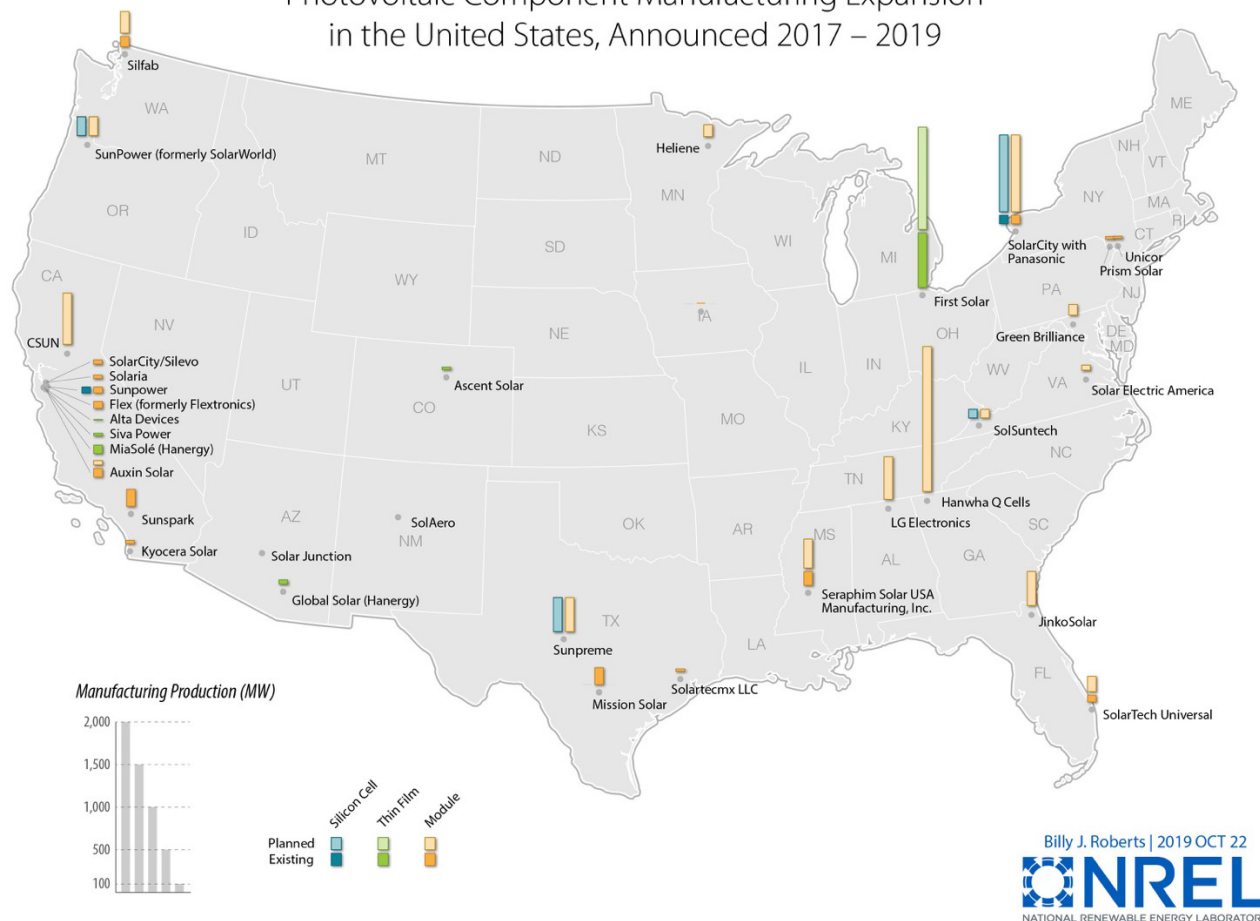 Photovoltaic Component Manufacturing Expansion
in the United States, Announced 2017 – 2019
Silfab
WA
SunPower (formerly SolarWorld)
MT
ND
Heliene
MN
ME
NH
VT
NY
MA
RI
CT
OR
ID
SD
WI
MI
SolarCity with
Panasonic
Unicor
Prism Solar
WY
CA
NV
NE
IA
First Solar
PA
NJ
OH
Green Brilliance
DE
MD
CSUN
SolarCity/Silevo
Solaria
Sunpower
Flex (formerly Flextronics)
Alta Devices
Siva Power
MiaSolé (Hanergy)
Auxin Solar
UT
Ascent Solar
CO
KS
MO
IL
IN
WV
VA
Solar Electric America
KY
SolSuntech
NC
TN
Hanwha Q Cells
LG Electronics
SC
Sunspark
Kyocera Solar
AZ
SolAero
NM
OK
AR
MS
AL
GA
Solar Junction
Global Solar (Hanergy)
Seraphim Solar USA
Manufacturing, Inc.
JinkoSolar
TX
Sunpreme
LA
FL
Solartecmx LLC
Mission Solar
SolarTech Universal
Manufacturing Production (MW)
2,000
1,500
1,000
500
100
Silicon Cell
Thin Film
Module
Planned
Existing
Billy J. Roberts | 2019 OCT 22
NREL
NATIONAL RENEWABLE ENERGY LABORATOR